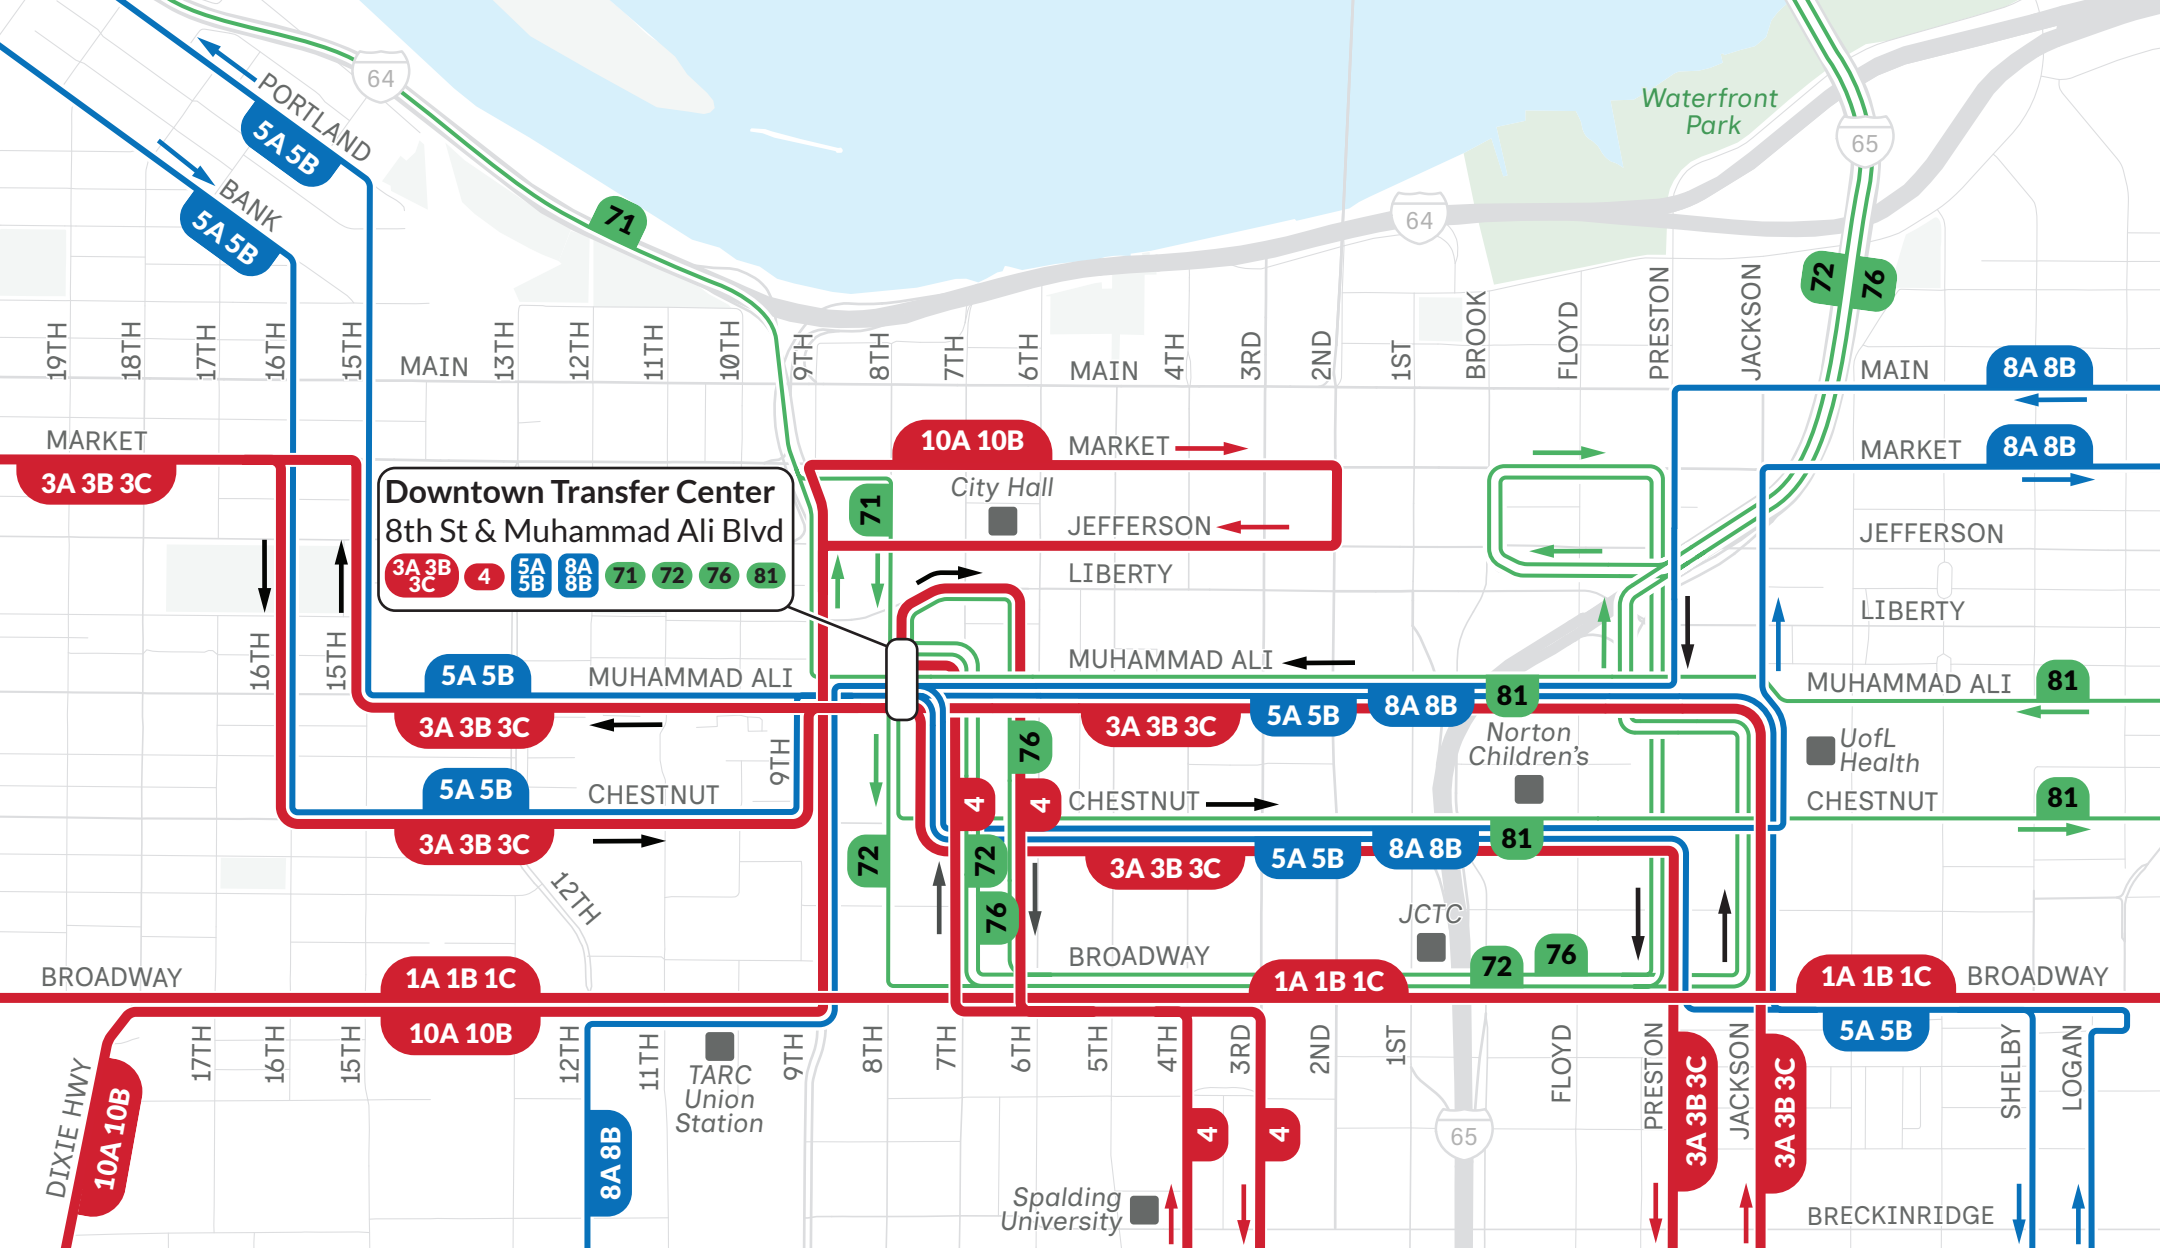 64
PORTLAND
5A 5B
BANK
5A 5B
71
Waterfront
Park
65
64
72
76
19TH
18TH
17TH
16TH
15TH
MAIN
13TH
12TH
11TH
10TH
9TH
8TH
7TH
6TH
MAIN
4TH
3RD
2ND
1ST
BROOK
FLOYD
PRESTON
JACKSON
MAIN
8A 8B
MARKET
3A 3B 3C
10A 10B
MARKET
MARKET
8A 8B
Downtown Transfer Center
8th St & Muhammad Ali Blvd
3A 3B
3C
4
5A
5B
8A
8B
71
72
76
81
71
City Hall
JEFFERSON
JEFFERSON
LIBERTY
LIBERTY
16TH
15TH
5A 5B
MUHAMMAD ALI
3A 3B 3C
MUHAMMAD ALI
3A 3B 3C
5A 5B
8A 8B
81
MUHAMMAD ALI
81
9TH
76
Norton
Children's
UofL
Health
5A 5B
CHESTNUT
3A 3B 3C
4
4
CHESTNUT
CHESTNUT
81
72
72
76
3A 3B 3C
5A 5B
8A 8B
81
12TH
JCTC
BROADWAY
1A 1B 1C
10A 10B
BROADWAY
1A 1B 1C
72
76
1A 1B 1C
BROADWAY
5A 5B
DIXIE HWY
10A 10B
17TH
16TH
15TH
12TH
11TH
TARC
Union
Station
9TH
8TH
7TH
6TH
5TH
4TH
3RD
2ND
1ST
FLOYD
PRESTON
3A 3B 3C
JACKSON
3A 3B 3C
SHELBY
LOGAN
8A 8B
4
4
65
Spalding
University
BRECKINRIDGE